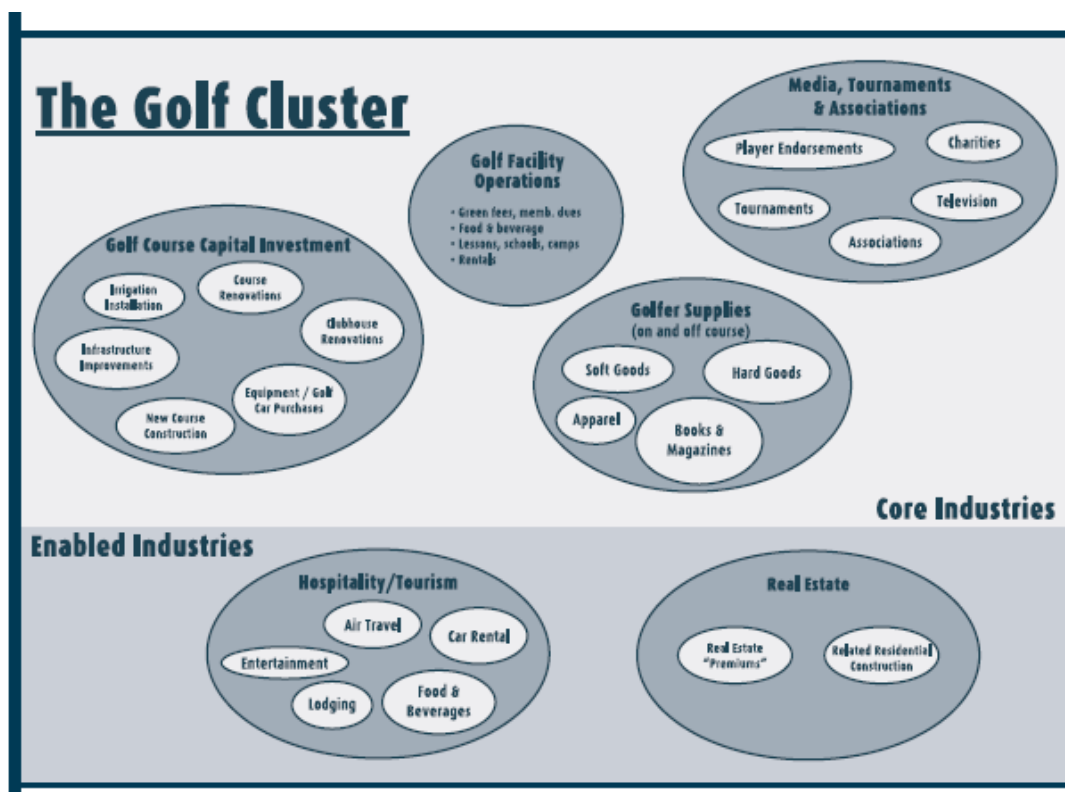 The Golf Cluster
Media, Tournaments
& Associations
Player Endorsements
Charities
Tournaments
Television
Associations
Golf Facility
Operations
• Green fees, memb. dues
• Food & beverage
• Lessons, schools, camps
• Rentals
Golf Course Capital Investment
Irrigation
Installation
Course
Renovations
Clubhouse
Renovations
Infrastructure
Improvements
Equipment / Golf
Car Purchases
New Course
Construction
Golfer Supplies
(on and off course)
Soft Goods
Hard Goods
Apparel
Books &
Magazines
Core Industries
Enabled Industries
Hospitality/Tourism
Air Travel
Car Rental
Entertainment
Lodging
Food &
Beverages
Real Estate
Real Estate
"Premiums"
Related Residential
Construction